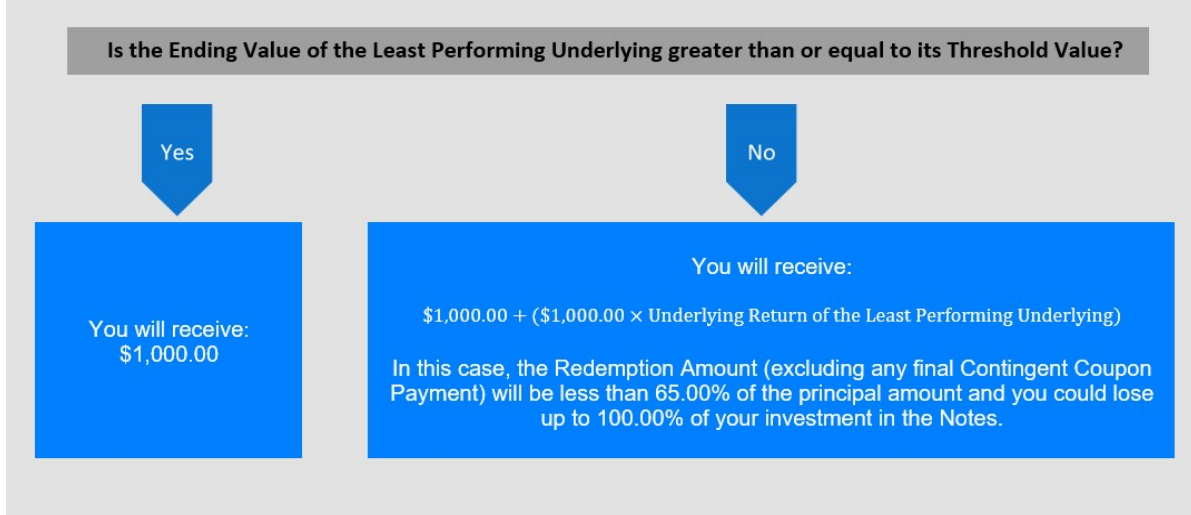 Is the Ending Value of the Least Performing Underlying greater than or equal to its Threshold Value?
Yes
No
You will receive:
$1,000.00
You will receive:
$1,000.00 + ($1,000.00 × Underlying Return of the Least Performing Underlying)
In this case, the Redemption Amount (excluding any final Contingent Coupon
Payment) will be less than 65.00% of the principal amount and you could lose
up to 100.00% of your investment in the Notes.